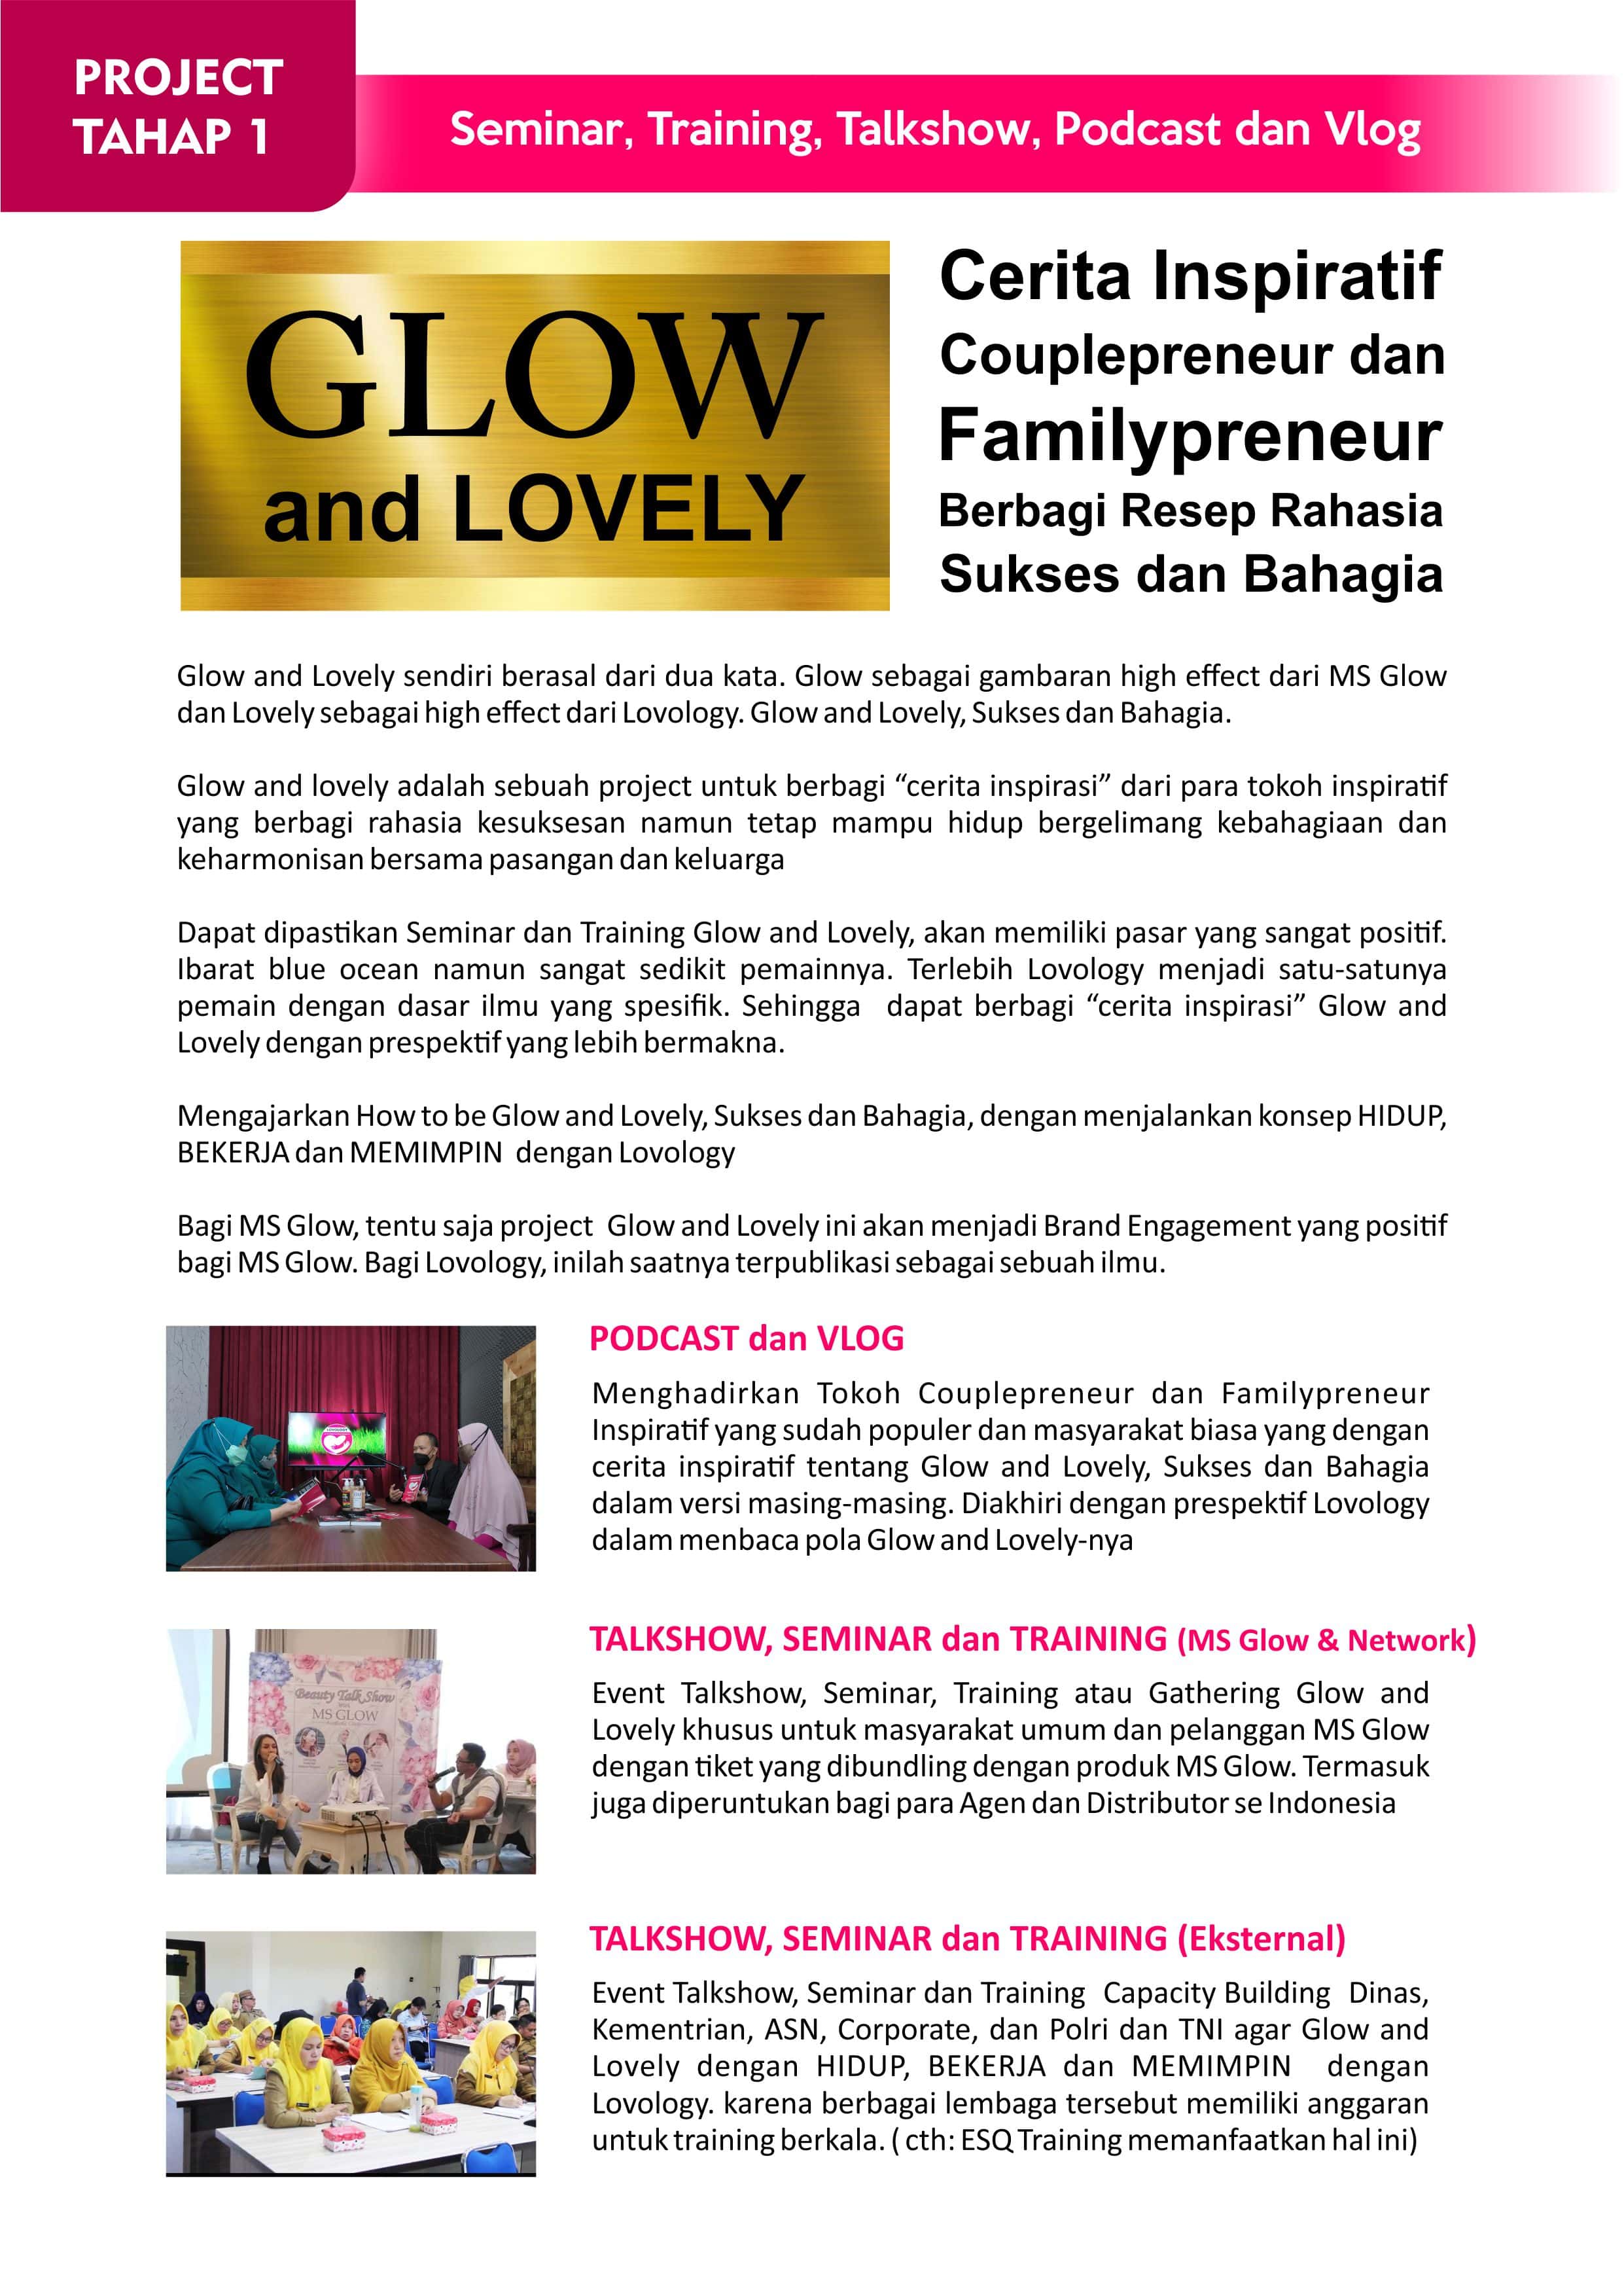 PROJECT
TAHAP 1
Seminar, Training, Talkshow, Podcast dan Vlog
GLOW
and LOVELY
Cerita Inspiratif
Couplepreneur dan
Familypreneur
Berbagi Resep Rahasia
Sukses dan Bahagia
Glow and Lovely sendiri berasal dari dua kata. Glow sebagai gambaran high effect dari MS Glow
dan Lovely sebagai high effect dari Lovology. Glow and Lovely, Sukses dan Bahagia.
Glow and lovely adalah sebuah project untuk berbagi “cerita inspirasi” dari para tokoh inspiratif
yang berbagi rahasia kesuksesan namun tetap mampu hidup bergelimang kebahagiaan dan
keharmonisan bersama pasangan dan keluarga
Dapat dipastikan Seminar dan Training Glow and Lovely, akan memiliki pasar yang sangat positif.
Ibarat blue ocean namun sangat sedikit pemainnya. Terlebih Lovology menjadi satu-satunya
pemain dengan dasar ilmu yang spesifik. Sehingga dapat berbagi “cerita inspirasi” Glow and
Lovely dengan prespektif yang lebih bermakna.
Mengajarkan How to be Glow and Lovely, Sukses dan Bahagia, dengan menjalankan konsep HIDUP,
BEKERJA dan MEMIMPIN dengan Lovology
Bagi MS Glow, tentu saja project Glow and Lovely ini akan menjadi Brand Engagement yang positif
bagi MS Glow. Bagi Lovology, inilah saatnya terpublikasi sebagai sebuah ilmu.
PODCAST dan VLOG
Menghadirkan Tokoh Couplepreneur dan Familypreneur
Inspiratif yang sudah populer dan masyarakat biasa yang dengan
cerita inspiratif tentang Glow and Lovely, Sukses dan Bahagia
dalam versi masing-masing. Diakhiri dengan prespektif Lovology
dalam menbaca pola Glow and Lovely-nya
Beauty Talk Show
MS GLOW
TALKSHOW, SEMINAR dan TRAINING (MS Glow & Network)
Event Talkshow, Seminar, Training atau Gathering Glow and
Lovely khusus untuk masyarakat umum dan pelanggan MS Glow
dengan tiket yang dibundling dengan produk MS Glow. Termasuk
juga diperuntukan bagi para Agen dan Distributor se Indonesia
TALKSHOW, SEMINAR dan TRAINING (Eksternal)
Event Talkshow, Seminar dan Training Capacity Building Dinas,
Kementrian, ASN, Corporate, dan Polri dan TNI agar Glow and
Lovely dengan HIDUP, BEKERJA dan MEMIMPIN dengan
Lovology. karena berbagai lembaga tersebut memiliki anggaran
untuk training berkala. ( cth: ESQ Training memanfaatkan hal ini)